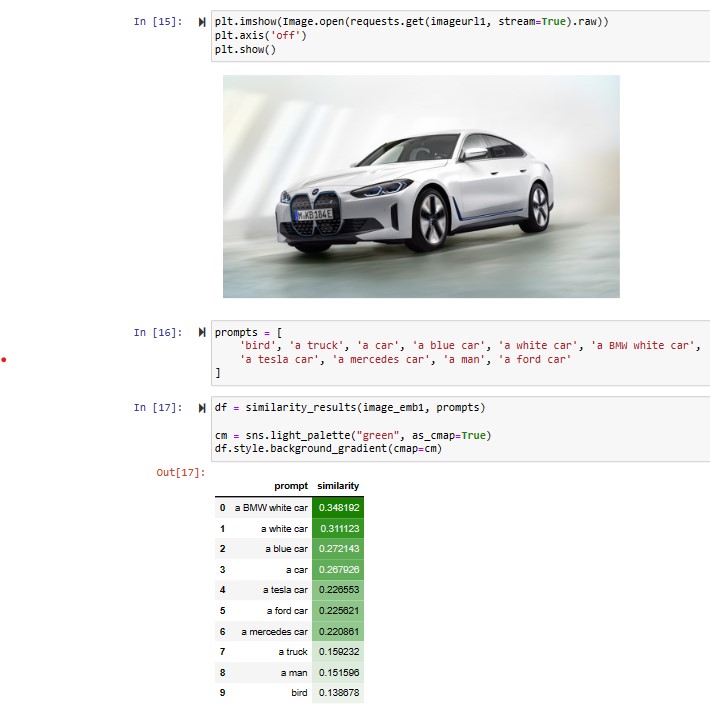 In [15]:
plt.imshow(Image.open(requests.get(imageurl1, stream=True).raw))
plt.axis('off')
plt.show()
M·KB184E
In [16]:
prompts = [
    'bird', 'a truck', 'a car', 'a blue car', 'a white car', 'a BMW white car',
    'a tesla car', 'a mercedes car', 'a man', 'a ford car'
]
In [17]:
df = similarity_results(image_emb1, prompts)
cm = sns.light_palette("green", as_cmap=True)
df.style.background_gradient(cmap=cm)
Out[17]:
prompt similarity
0 a BMW white car 0.348192
1 a white car 0.311123
2 a blue car 0.272143
3 a car 0.267926
4 a tesla car 0.226553
5 a ford car 0.225621
6 a mercedes car 0.220861
7 a truck 0.159232
8 a man 0.151596
9 bird 0.138678